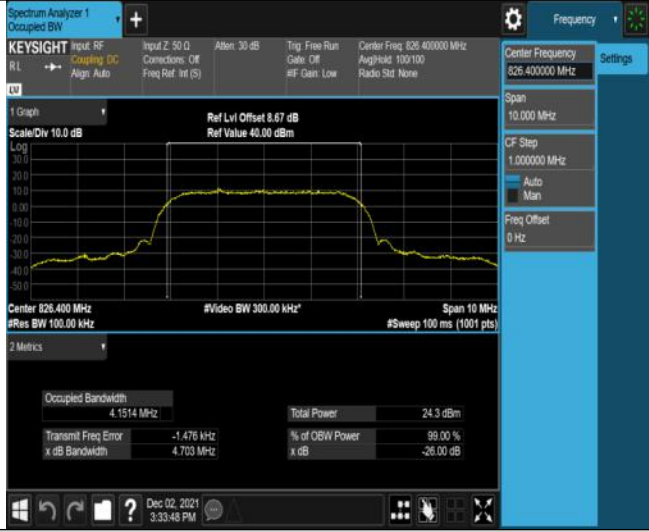 Spectrum Analyzer 1
Occupied BW
+
Frequency
KEYSIGHT
RL
Input: RF
Coupling: DC
Align: Auto
Input Z: 50 Ω
Corrections: Off
Freq Ref: Int (S)
Atten: 30 dB
Trig: Free Run
Gate: Off
#IF Gain: Low
Center Freq: 826.400000 MHz
Avg|Hold: 100/100
Radio Std: None
LVI
1 Graph
Scale/Div 10.0 dB
Ref Lvl Offset 8.67 dB
Ref Value 40.00 dBm
Log
30.0
20.0
10.0
0.00
-10.0
-20.0
-30.0
-40.0
-50.0
Center 826.400 MHz
#Video BW 300.00 kHz*
Span 10 MHz
#Res BW 100.00 kHz
#Sweep 100 ms (1001 pts)
2 Metrics
Occupied Bandwidth
4.1514 MHz
Total Power 24.3 dBm
Transmit Freq Error -1.476 kHz
% of OBW Power 99.00 %
x dB Bandwidth 4.703 MHz
x dB -26.00 dB
?
Dec 02, 2021
3:33:48 PM
Center Frequency
826.400000 MHz
Settings
Span
10.000 MHz
CF Step
1.000000 MHz
Auto
Man
Freq Offset
0 Hz